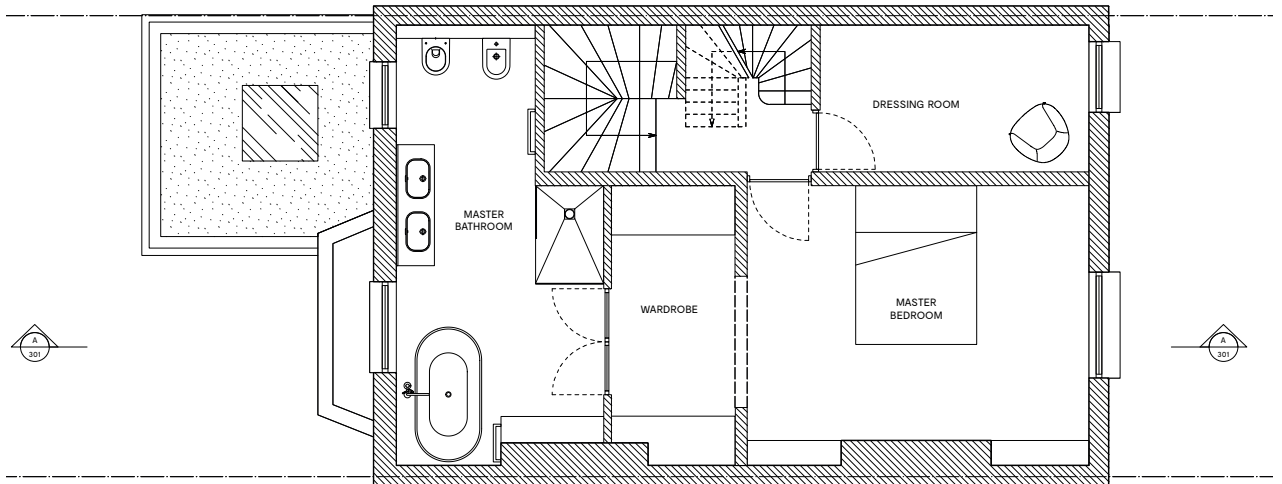 DRESSING ROOM
MASTER
BATHROOM
WARDROBE
MASTER
BEDROOM
A
301
A
301